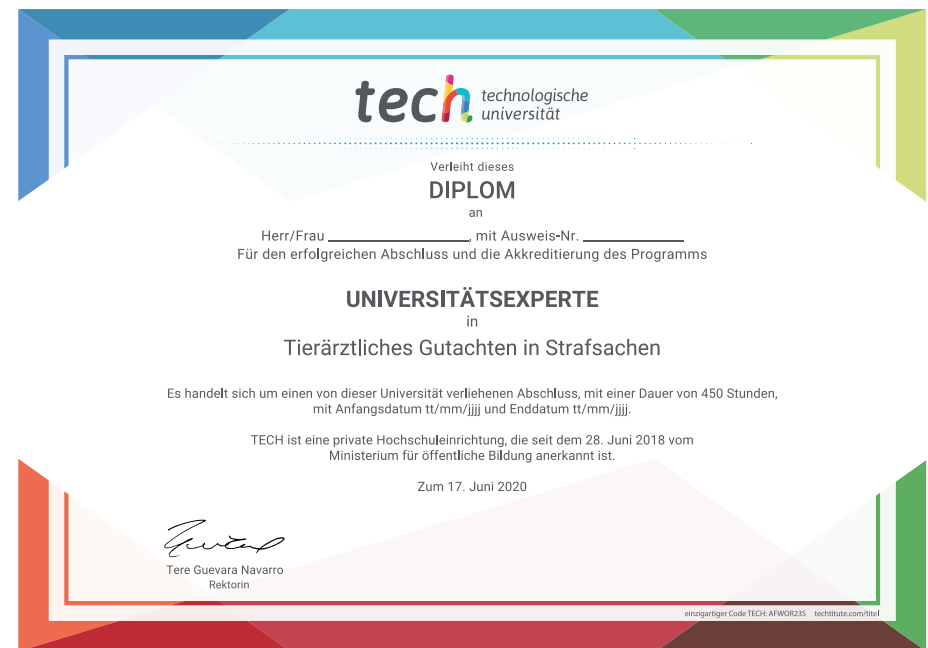 tech technologische
universität
Verleiht dieses
DIPLOM
an
Herr/Frau ____________________, mit Ausweis-Nr. ______________
Für den erfolgreichen Abschluss und die Akkreditierung des Programms
UNIVERSITÄTSEXPERTE
in
Tierärztliches Gutachten in Strafsachen
Es handelt sich um einen von dieser Universität verliehenen Abschluss, mit einer Dauer von 450 Stunden,
mit Anfangsdatum tt/mm/jjjj und Enddatum tt/mm/jjjj.
TECH ist eine private Hochschuleinrichtung, die seit dem 28. Juni 2018 vom
Ministerium für öffentliche Bildung anerkannt ist.
Zum 17. Juni 2020
Tere Guevara Navarro
Rektorin
einzigartiger Code TECH: AFWOR23S techtitute.com/titel